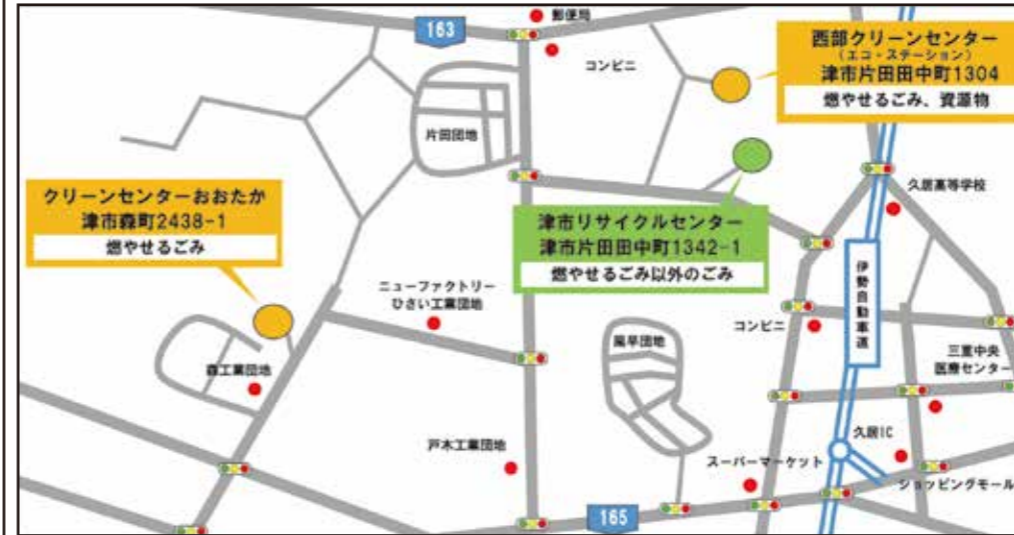 163
郵便局
コンビニ
西部クリーンセンター
（エコ・ステーション）
津市片田田中町1304
燃やせるごみ、資源物
片田団地
久居高等学校
クリーンセンターおおたか
津市森町2438-1
燃やせるごみ
津市リサイクルセンター
津市片田田中町1342-1
燃やせるごみ以外のごみ
伊勢自動車道
ニューファクトリー
ひさい工業団地
コンビニ
風早団地
三重中央
医療センター
森工業団地
戸木工業団地
久居IC
スーパーマーケット
ショッピングモール
165